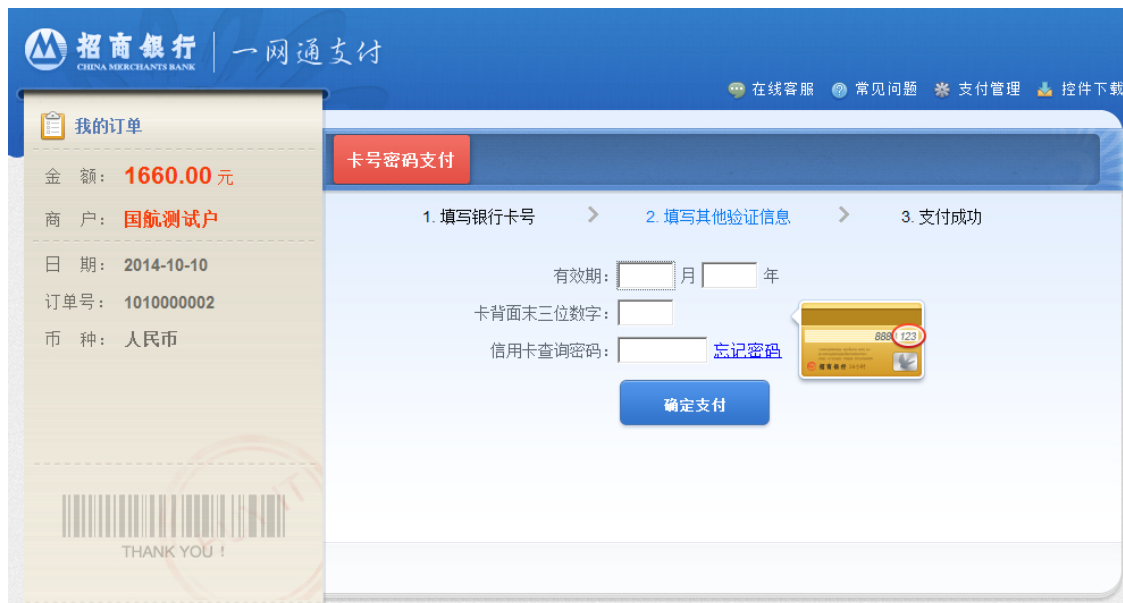 招商銀行 一网通支付
CHINA MERCHANTS BANK
在线客服 常见问题 支付管理 控件下载
我的订单
金 额: 1660.00 元
商 户: 国航测试户
日 期: 2014-10-10
订单号: 1010000002
币 种: 人民币
THANK YOU !
卡号密码支付
1. 填写银行卡号 2. 填写其他验证信息 3. 支付成功
有效期: 月 年
卡背面末三位数字:
888 123
招商銀行
信用卡查询密码: 忘记密码
确定支付